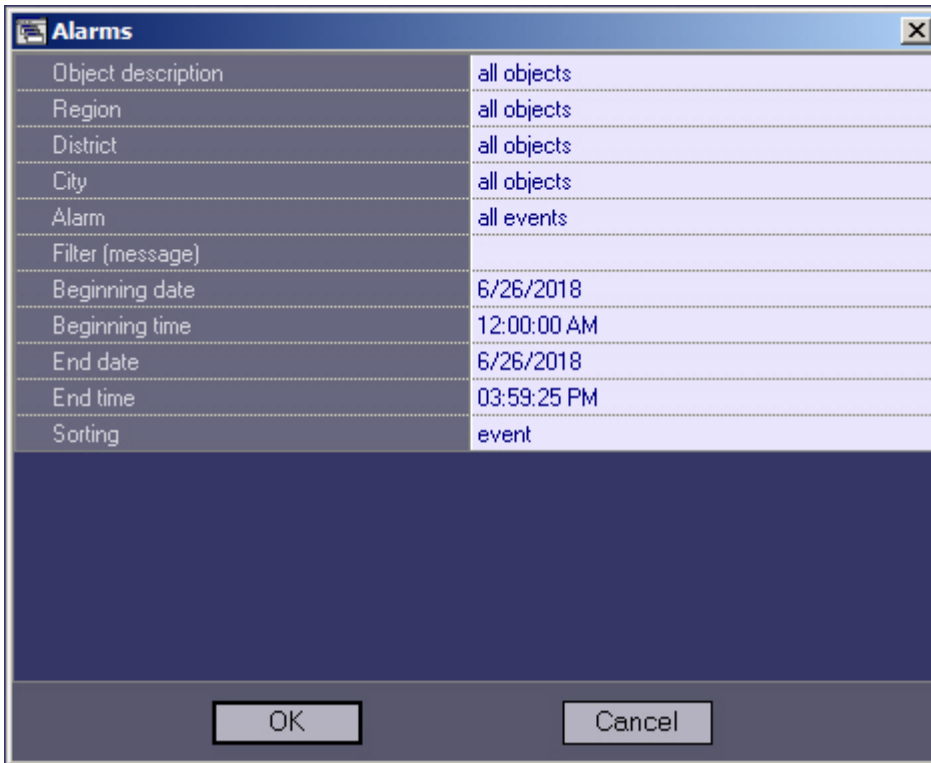 Alarms
Object description all objects
Region all objects
District all objects
City all objects
Alarm all events
Filter (message)
Beginning date 6/26/2018
Beginning time 12:00:00 AM
End date 6/26/2018
End time 03:59:25 PM
Sorting event
OK Cancel